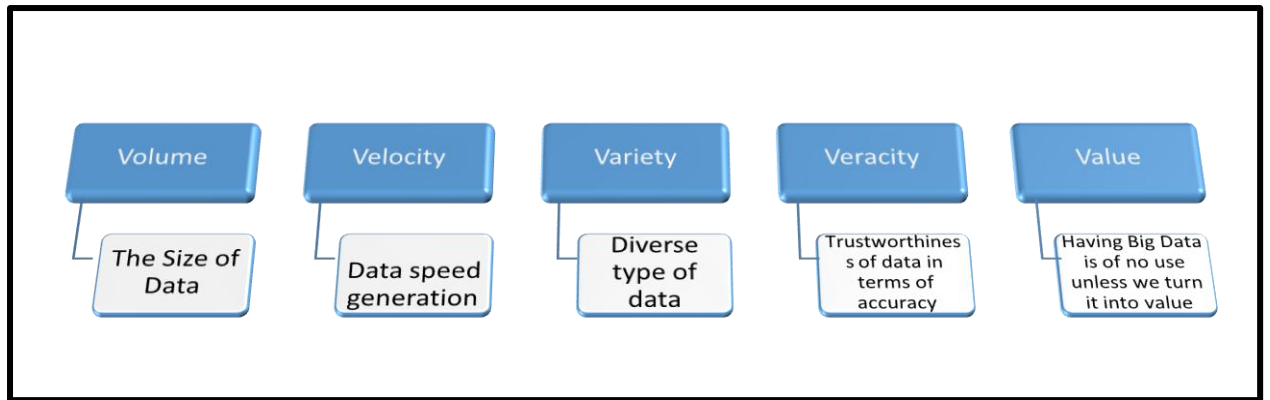 Volume
The Size of
Data
Velocity
Data speed
generation
Variety
Diverse
type of
data
Veracity
Trustworthines
s of data in
terms of
accuracy
Value
Having Big Data
is of no use
unless we turn
it into value